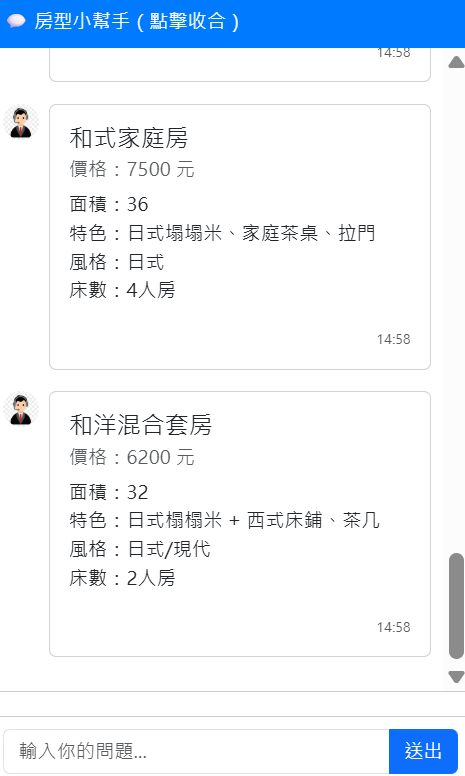 房型小幫手 ( 點擊收合 )
14:58
和式家庭房
價格：7500 元
面積：36
特色：日式塌塌米、家庭茶桌、拉門
風格：日式
床數：4人房
14:58
和洋混合套房
價格：6200 元
面積：32
特色：日式榻榻米 + 西式床鋪、茶几
風格：日式/現代
床數：2人房
14:58
輸入你的問題...
送出